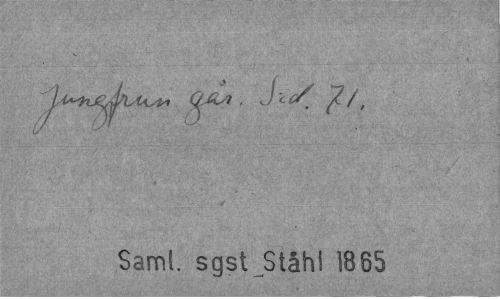 Jungfrun går. Sid. 71.
Saml. sgst Ståhl 1865